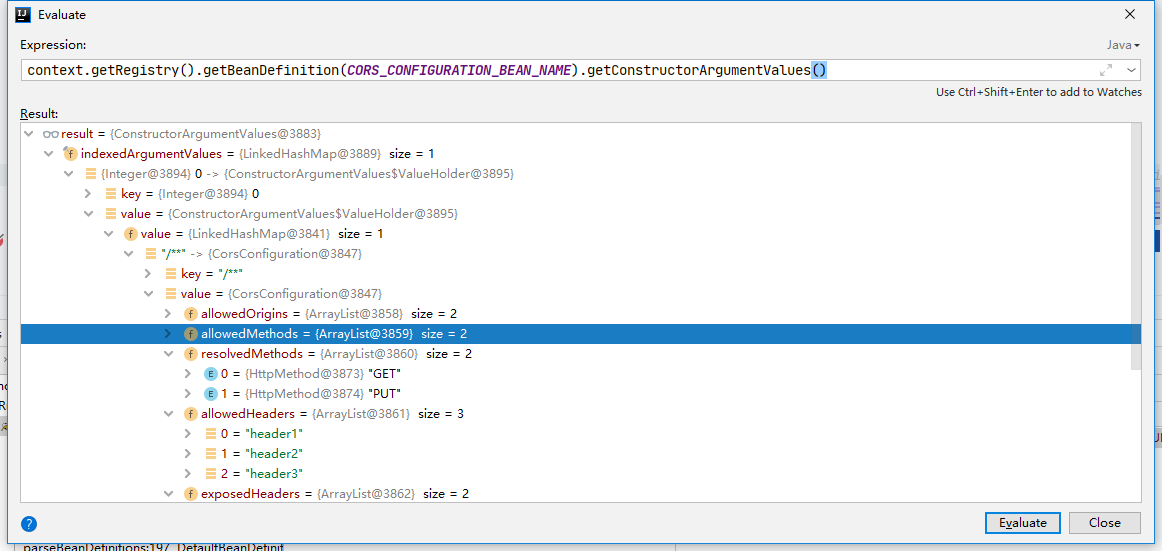 Evaluate
Expression:
Java
context.getRegistry().getBeanDefinition(CORS_CONFIGURATION_BEAN_NAME).getConstructorArgumentValues()
Use Ctrl+Shift+Enter to add to Watches
Result:
result = {ConstructorArgumentValues@3883}
indexedArgumentValues = {LinkedHashMap@3889} size = 1
{Integer@3894} 0 -> {ConstructorArgumentValues$ValueHolder@3895}
key = {Integer@3894} 0
value = {ConstructorArgumentValues$ValueHolder@3895}
value = {LinkedHashMap@3841} size = 1
"/**" -> {CorsConfiguration@3847}
key = "/**"
value = {CorsConfiguration@3847}
allowedOrigins = {ArrayList@3858} size = 2
allowedMethods = {ArrayList@3859} size = 2
resolvedMethods = {ArrayList@3860} size = 2
0 = {HttpMethod@3873} "GET"
1 = {HttpMethod@3874} "PUT"
allowedHeaders = {ArrayList@3861} size = 3
0 = "header1"
1 = "header2"
2 = "header3"
exposedHeaders = {ArrayList@3862} size = 2
Evaluate
Close
parseBeanDefinitions:197, DefaultBeanDefinit